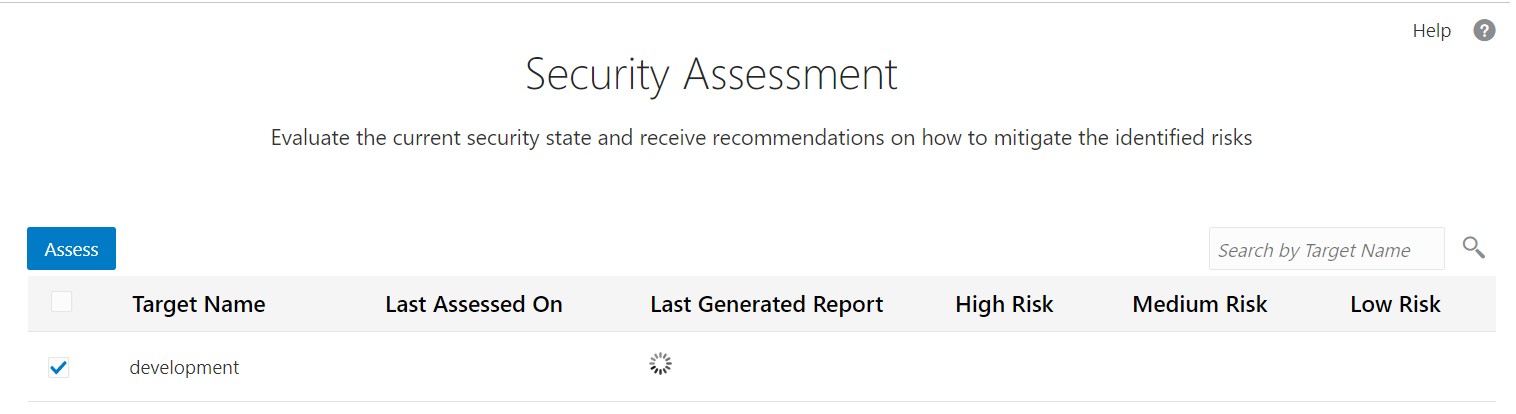 Help ?
Security Assessment
Evaluate the current security state and receive recommendations on how to mitigate the identified risks
Assess
Search by Target Name
Target Name Last Assessed On Last Generated Report High Risk Medium Risk Low Risk
development